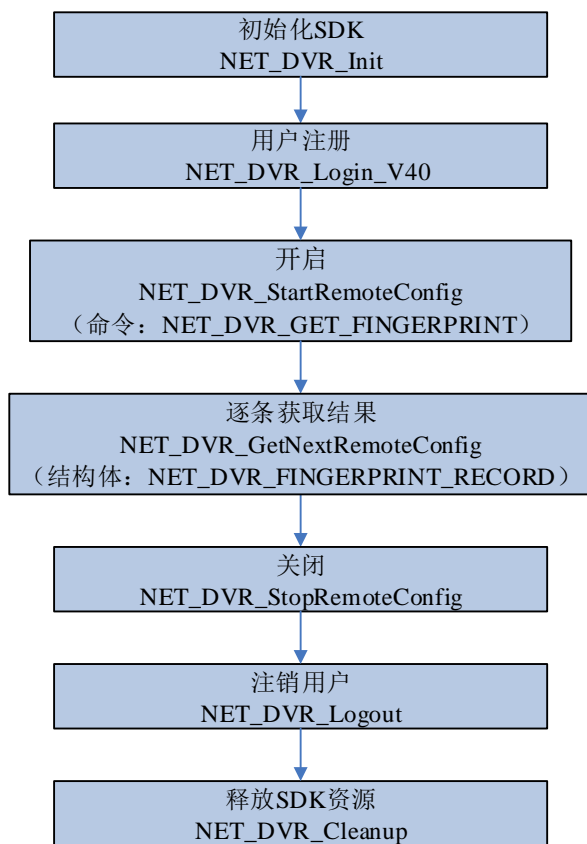 初始化SDK
NET_DVR_Init
用户注册
NET_DVR_Login_V40
开启
NET_DVR_StartRemoteConfig
（命令：NET_DVR_GET_FINGERPRINT）
逐条获取结果
NET_DVR_GetNextRemoteConfig
（结构体：NET_DVR_FINGERPRINT_RECORD）
关闭
NET_DVR_StopRemoteConfig
注销用户
NET_DVR_Logout
释放SDK资源
NET_DVR_Cleanup